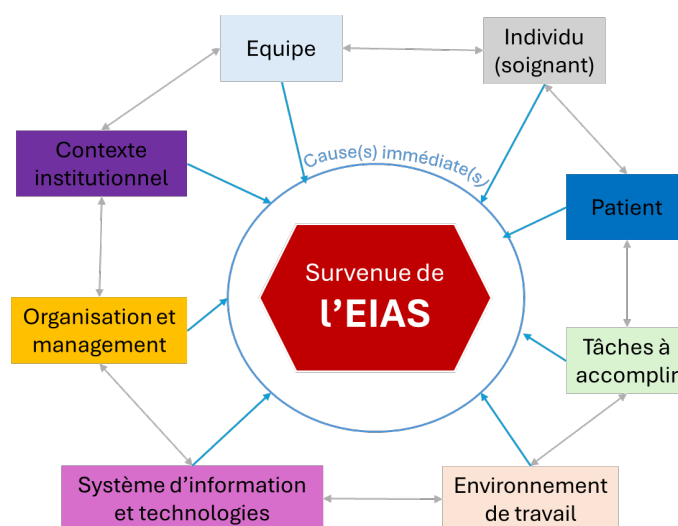 Equipe
Individu
(soignant)
Contexte
institutionnel
Cause(s) immédiate(s)
Patient
Survenue de
l'EIAS
Organisation et
management
Tâches à
accomplir
Système d'information
et technologies
Environnement
de travail